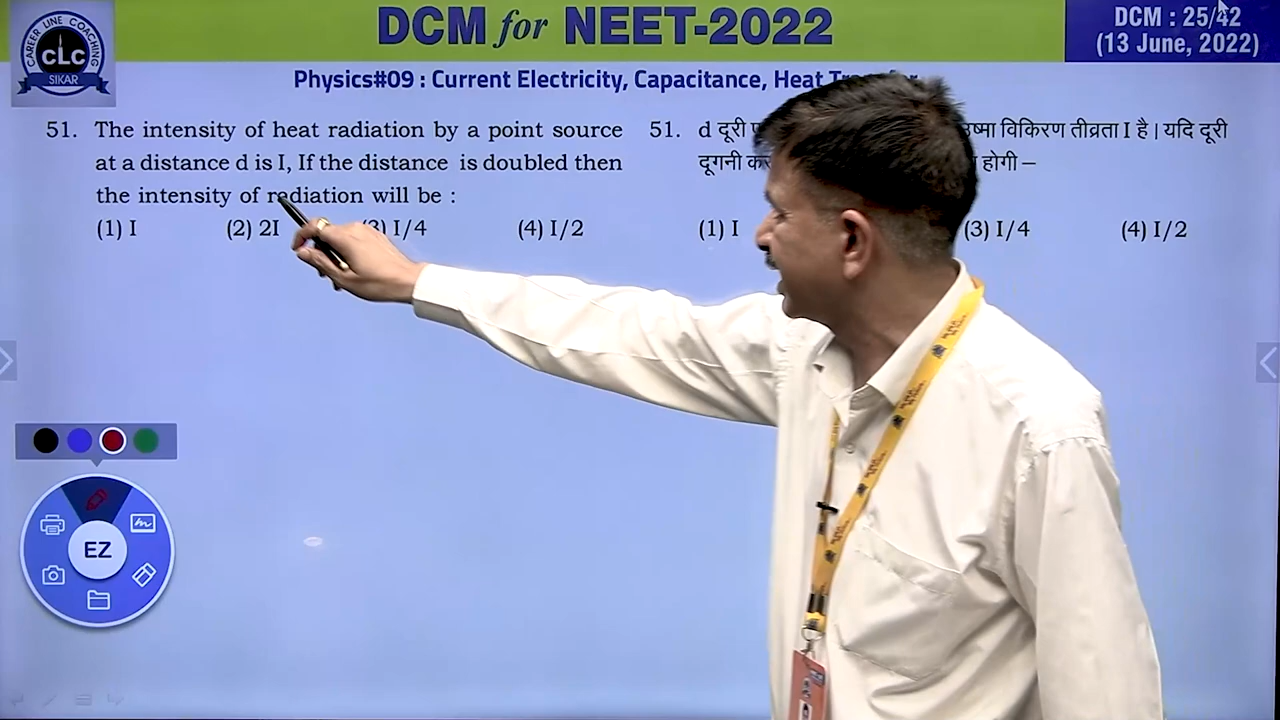 DCM for NEET-2022
DCM : 25/42
(13 June, 2022)
CAREER LINE COACHING
CLC
SIKAR
Physics#09 : Current Electricity, Capacitance, Heat Transfer
51. The intensity of heat radiation by a point source
at a distance d is I, If the distance is doubled then
the intensity of radiation will be :
(1) I (2) 2I (3) I/4 (4) I/2
51. d दूरी उष्मा विकिरण तीव्रता I है | यदि दूरी
दूगनी होगी –
(1) I (3) I/4 (4) I/2
EZ